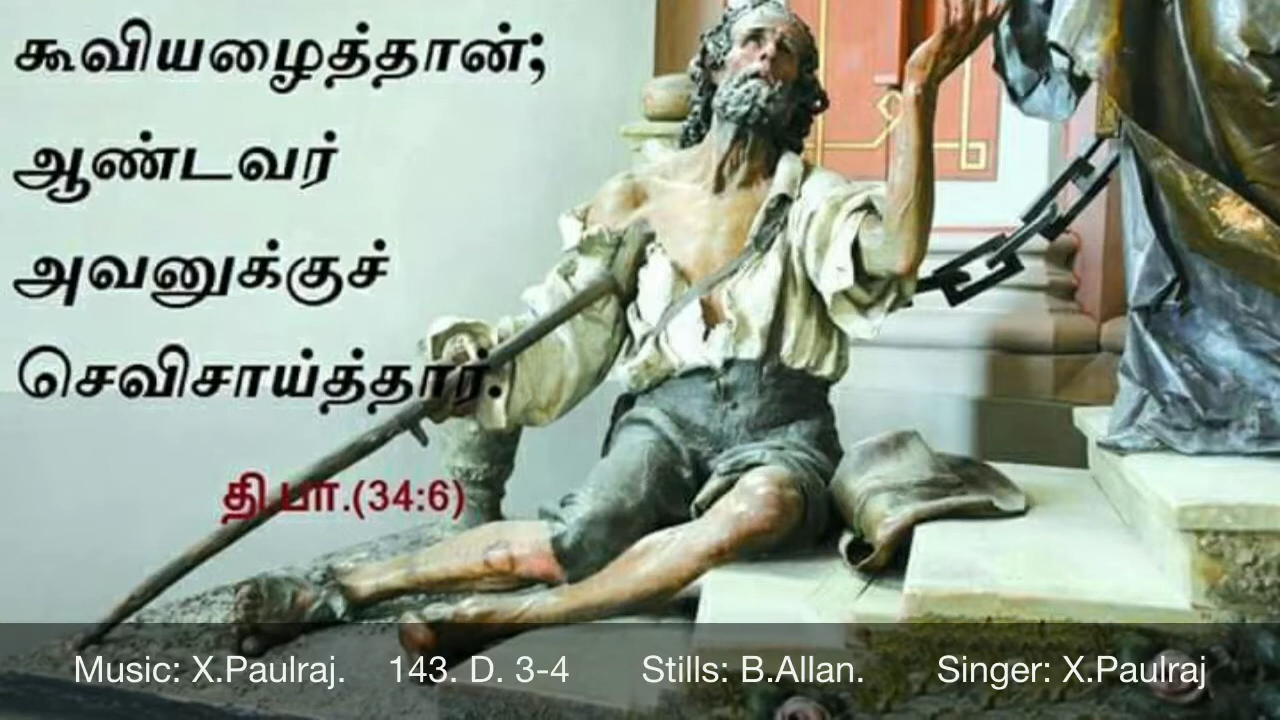 கூவியழைத்தான்;
ஆண்டவர்
அவனுக்குச்
செவிசாய்த்தார்.
தி.பா.(34:6)
Music: X.Paulraj. 143. D. 3-4 Stills: B.Allan. Singer: X.Paulraj